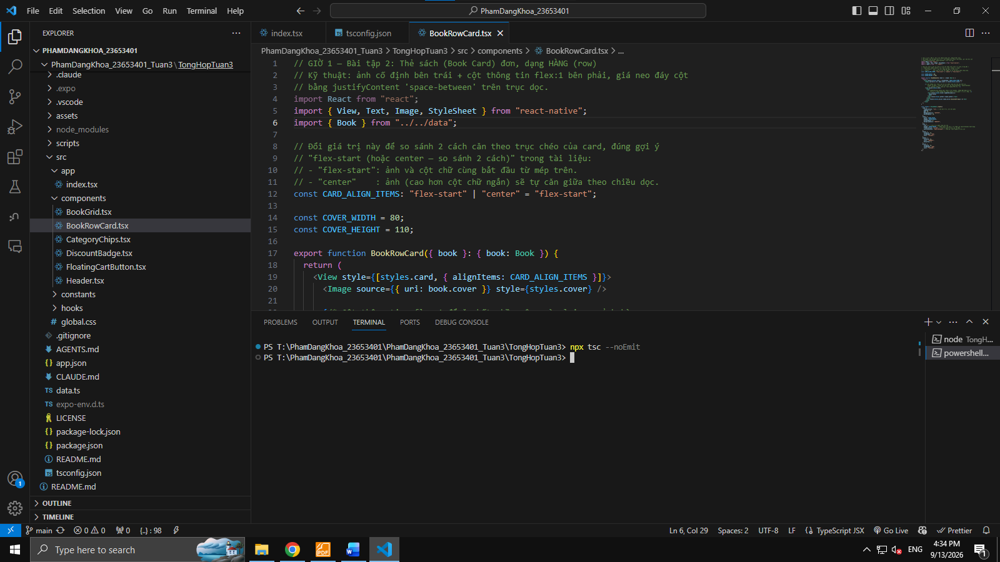 File Edit Selection View Go Run Terminal Help
PhamDangKhoa_23653401
EXPLORER
PHAMDANGKHOA_23653401
PhamDangKhoa_23653401_Tuan3\TongHopTuan3
.claude
.expo
.vscode
assets
node_modules
scripts
src
app
index.tsx
components
BookGrid.tsx
BookRowCard.tsx
CategoryChips.tsx
DiscountBadge.tsx
FloatingCartButton.tsx
Header.tsx
constants
hooks
# global.css
.gitignore
AGENTS.md
{} app.json
CLAUDE.md
TS data.ts
TS expo-env.d.ts
LICENSE
{} package-lock.json
{} package.json
README.md
tsconfig.json
README.md
OUTLINE
TIMELINE
index.tsx
tsconfig.json
BookRowCard.tsx
PhamDangKhoa_23653401_Tuan3 > TongHopTuan3 > src > components > BookRowCard.tsx > ...
1 // GIỜ 1 – Bài tập 2: Thẻ sách (Book Card) đơn, dạng HÀNG (row)
2 // Kỹ thuật: ảnh cố định bên trái + cột thông tin flex:1 bên phải, giá neo đáy cột
3 // bằng justifyContent 'space-between' trên trục dọc.
4 import React from "react";
5 import { View, Text, Image, StyleSheet } from "react-native";
6 import { Book } from "../../data";
7
8 // Đổi giá trị này để so sánh 2 cách căn theo trục chéo của card, đúng gợi ý
9 // "flex-start (hoặc center – so sánh 2 cách)" trong tài liệu:
10 // - "flex-start": ảnh và cột chữ cùng bắt đầu từ mép trên.
11 // - "center"    : ảnh (cao hơn cột chữ ngắn) sẽ tự căn giữa theo chiều dọc.
12 const CARD_ALIGN_ITEMS: "flex-start" | "center" = "flex-start";
13
14 const COVER_WIDTH = 80;
15 const COVER_HEIGHT = 110;
16
17 export function BookRowCard({ book }: { book: Book }) {
18 return (
19 <View style={[styles.card, { alignItems: CARD_ALIGN_ITEMS }]}>
20 <Image source={{ uri: book.cover }} style={styles.cover} />
21
PROBLEMS OUTPUT TERMINAL PORTS DEBUG CONSOLE
PS T:\PhamDangKhoa_23653401\PhamDangKhoa_23653401_Tuan3\TongHopTuan3> npx tsc --noEmit
PS T:\PhamDangKhoa_23653401\PhamDangKhoa_23653401_Tuan3\TongHopTuan3>
node TongH...
powershell...
main 0 0 0 {..} : 98
Ln 6, Col 29 Spaces: 2 UTF-8 LF TypeScript JSX Go Live Prettier
Type here to search
ENG
4:34 PM
9/13/2026
1